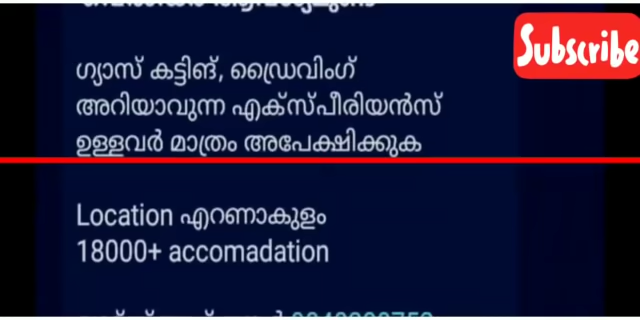 Subscribe
ഗ്യാസ് കട്ടിങ്, ഡ്രൈവിംഗ്
അറിയാവുന്ന എക്സ്പീരിയൻസ്
ഉള്ളവർ മാത്രം അപേക്ഷിക്കുക
Location എറണാകുളം
18000+ accomadation